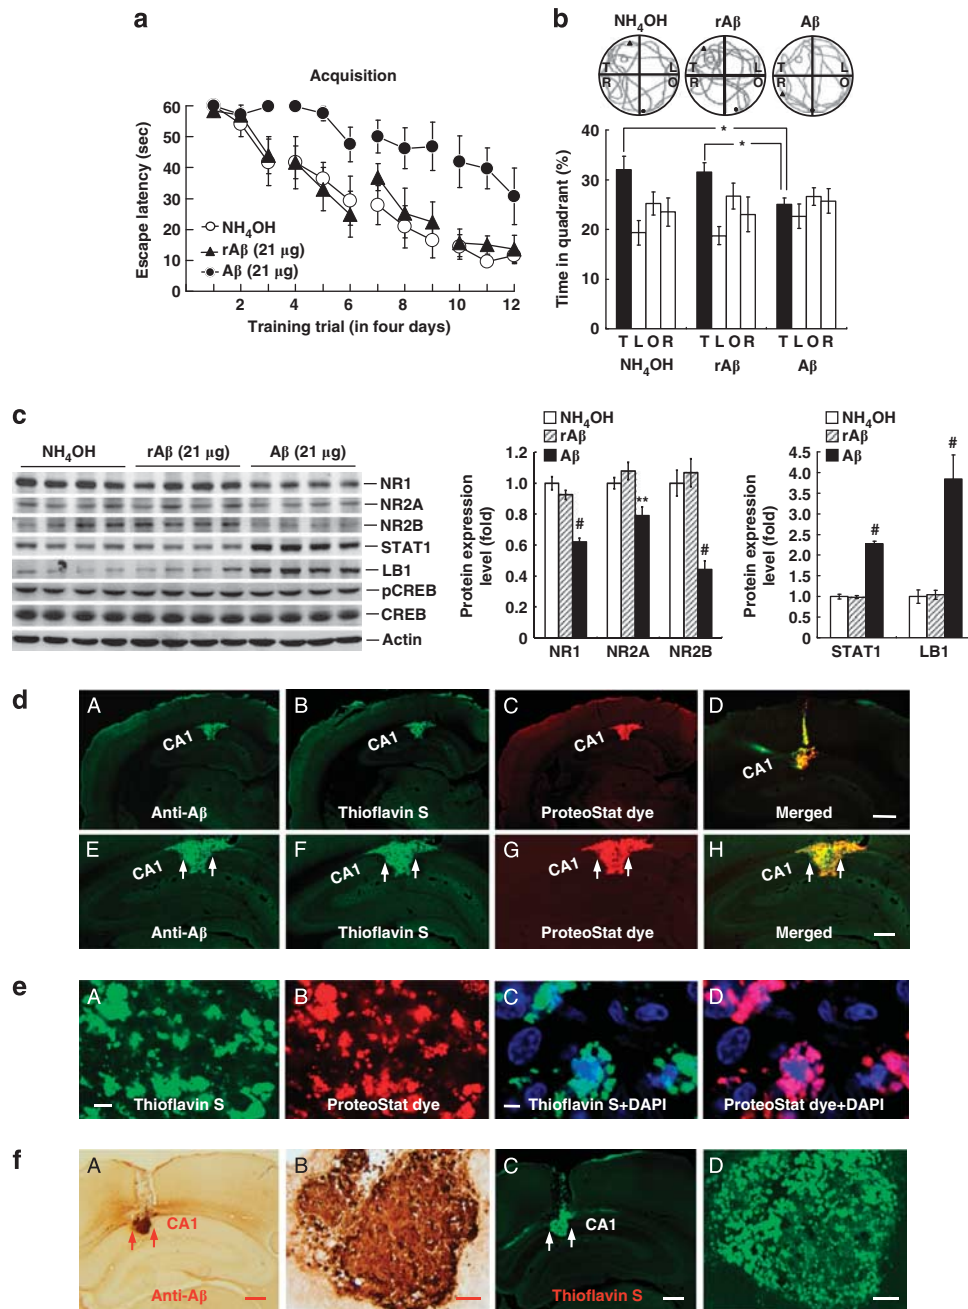 a
Acquisition
Escape latency (sec)
60
50
40
30
20
10
0
NH4OH
rAβ (21 μg)
Aβ (21 μg)
2 4 6 8 10 12
Training trial (in four days)
b
NH4OH rAβ Aβ
T L
R O
T L
R O
T L
R O
Time in quadrant (%)
40
30
20
10
0
*
*
T L O R T L O R T L O R
NH4OH rAβ Aβ
c
NH4OH rAβ (21 μg) Aβ (21 μg)
NR1
NR2A
NR2B
STAT1
LB1
pCREB
CREB
Actin
NH4OH
rAβ
Aβ
Protein expression
level (fold)
1.2
1.0
0.8
0.6
0.4
0.2
0
#
**
#
NR1 NR2A NR2B
NH4OH
rAβ
Aβ
Protein expression
level (fold)
4.5
4.0
3.5
3.0
2.5
2.0
1.5
1.0
0.5
0
#
#
STAT1 LB1
d
A
CA1
Anti-Aβ
B
CA1
Thioflavin S
C
CA1
ProteoStat dye
D
CA1
Merged
E
CA1
Anti-Aβ
F
CA1
Thioflavin S
G
CA1
ProteoStat dye
H
CA1
Merged
e
A
Thioflavin S
B
ProteoStat dye
C
Thioflavin S+DAPI
D
ProteoStat dye+DAPI
f
A
CA1
Anti-Aβ
B
C
CA1
Thioflavin S
D